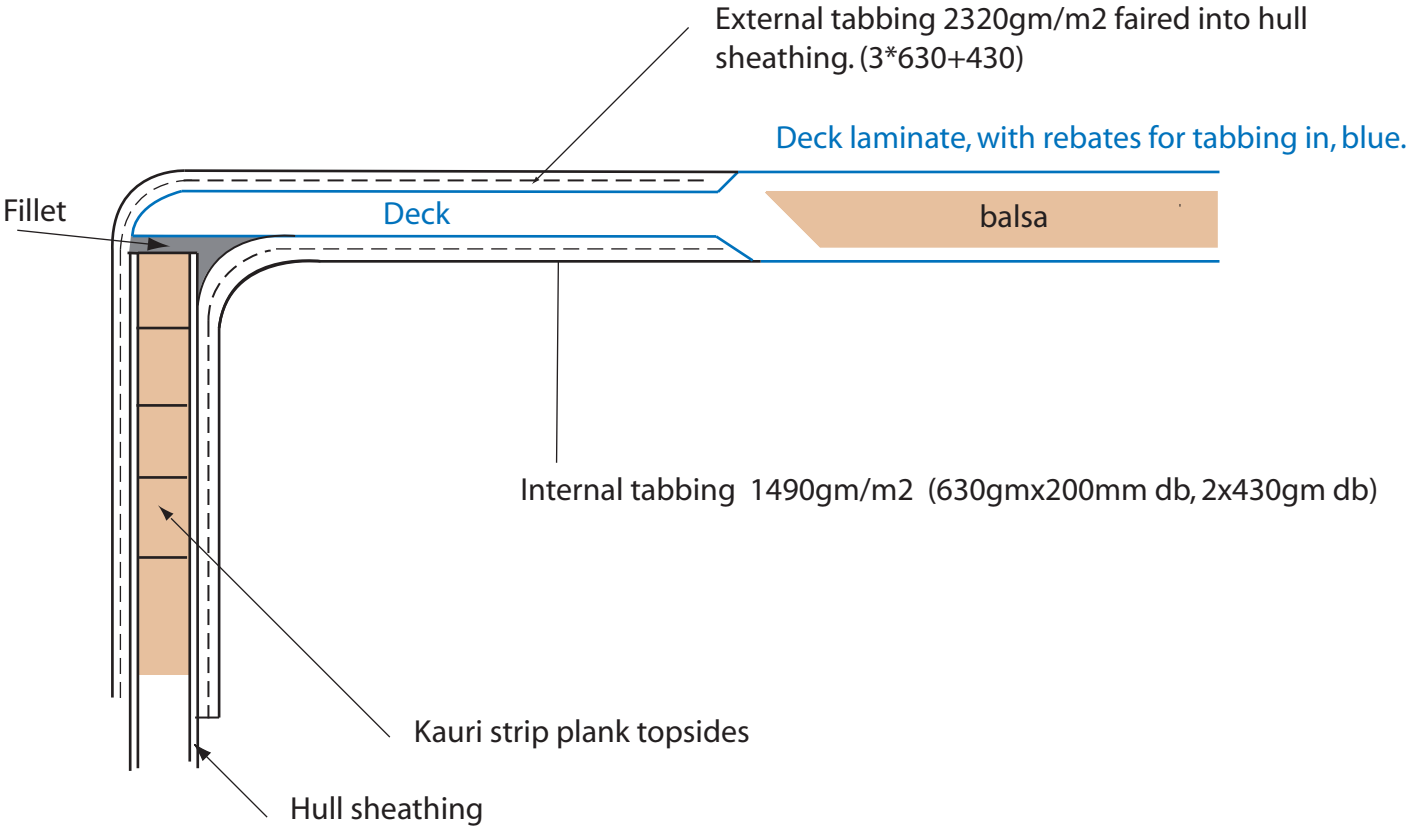 External tabbing 2320gm/m2 faired into hull
sheathing. (3*630+430)
Deck laminate, with rebates for tabbing in, blue.
Fillet
Deck
balsa
Internal tabbing 1490gm/m2 (630gmx200mm db, 2x430gm db)
Kauri strip plank topsides
Hull sheathing